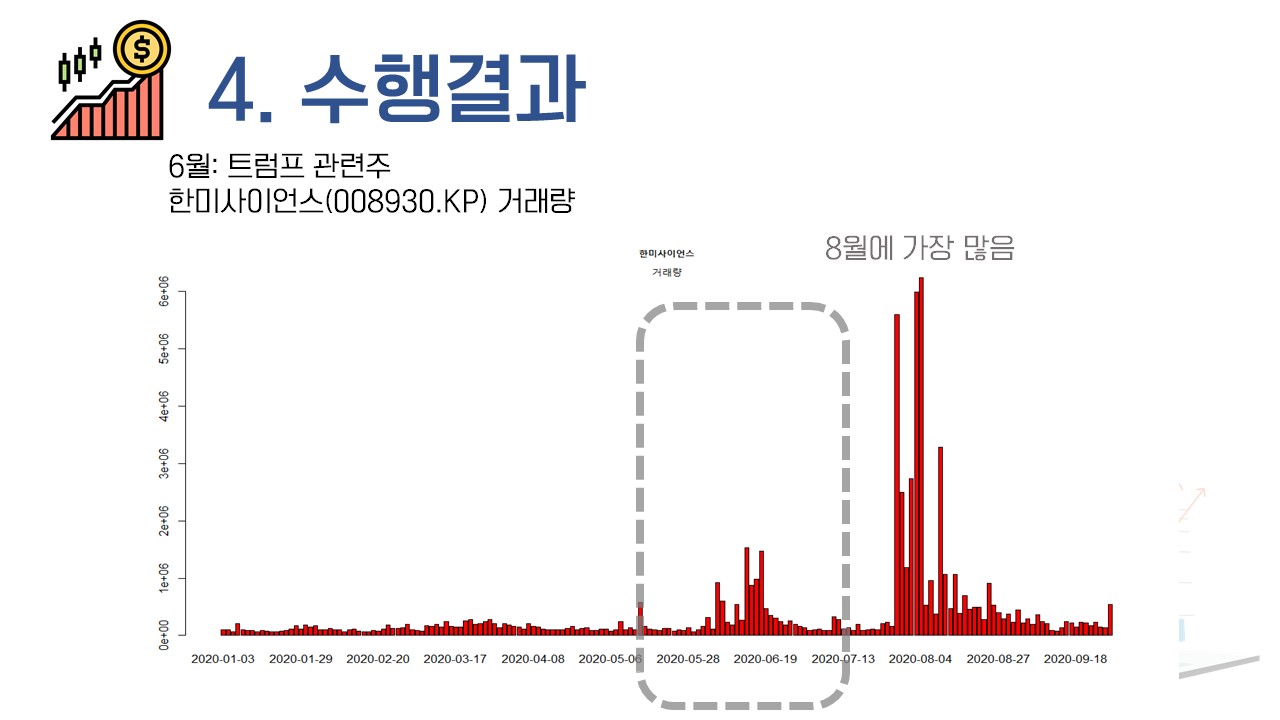 4. 수행결과
6월: 트럼프 관련주
한미사이언스(008930.KP) 거래량
8월에 가장 많음
한미사이언스
거래량
6e+06
5e+06
4e+06
3e+06
2e+06
1e+06
0e+00
2020-01-03 2020-01-29 2020-02-20 2020-03-17 2020-04-08 2020-05-06 2020-05-28 2020-06-19 2020-07-13 2020-08-04 2020-08-27 2020-09-18